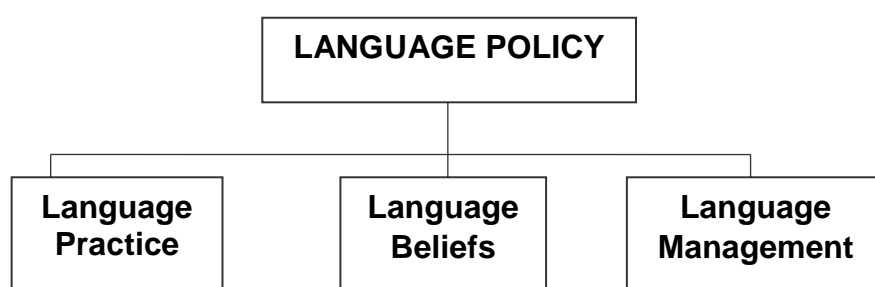 LANGUAGE POLICY
Language
Practice
Language
Beliefs
Language
Management